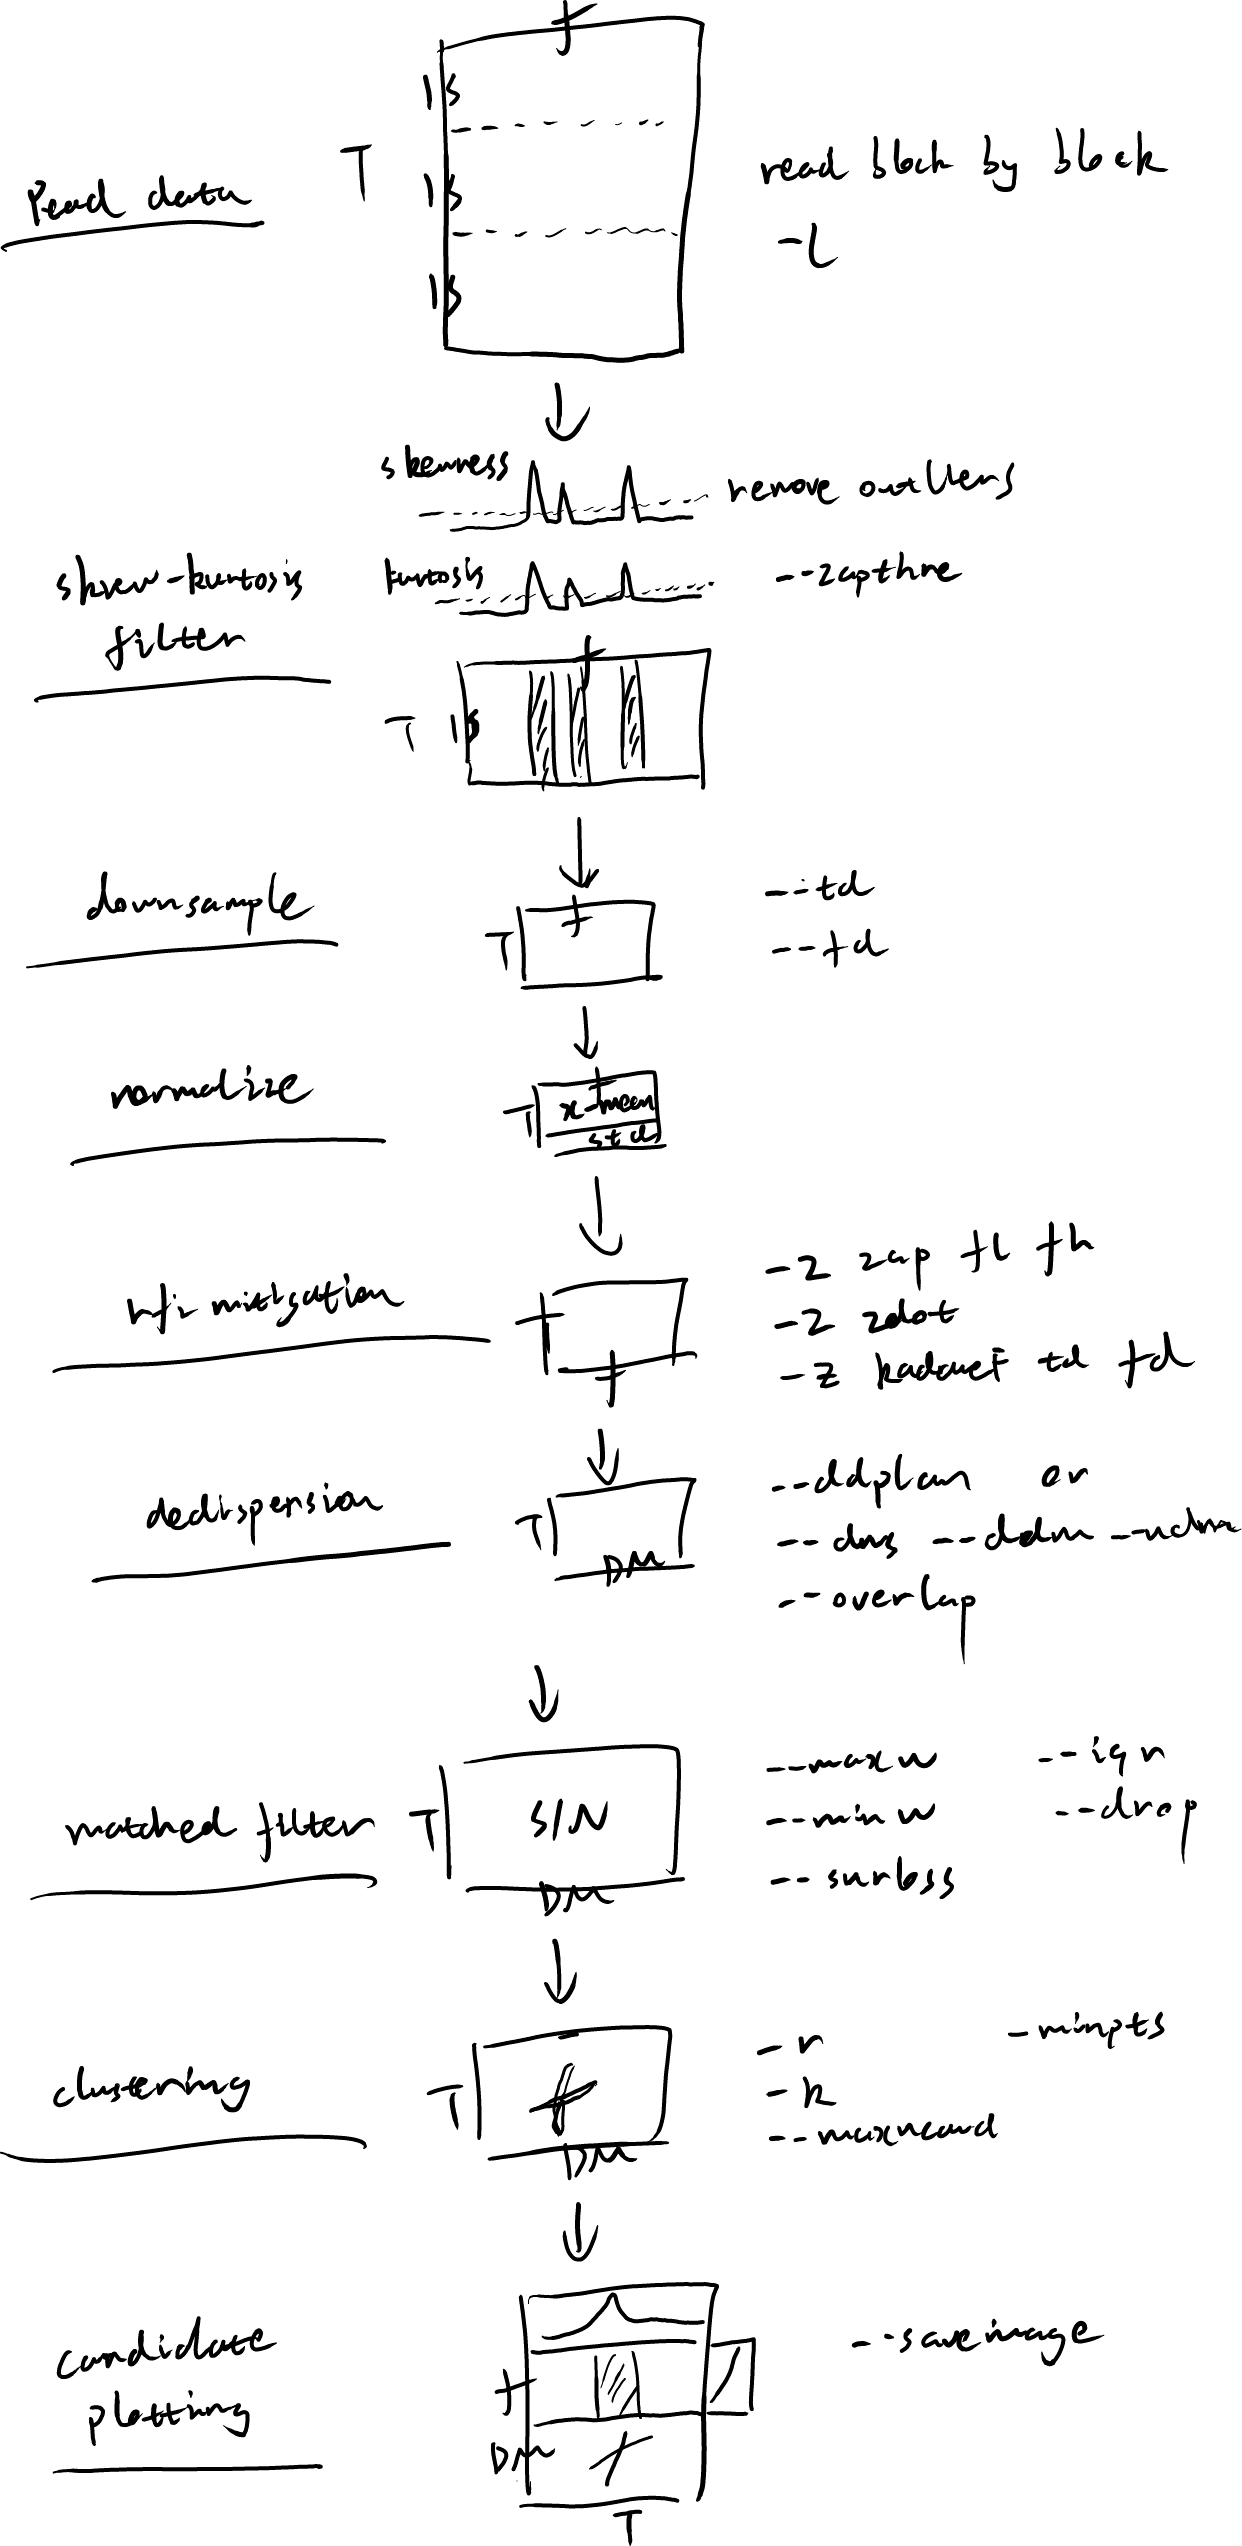 f
1s
T
1s
1s
Read data
read block by block
-l
skewness
remove outliers
skrew-kurtosis
filter
kurtosis
--zapthre
f
T 1s
downsample
T f
--td
--fd
normalize
T f
x-mean
std
rfi mitigation
T
f
-z zap fl fh
-z zdot
-z kadaneF td fd
dedispersion
T
DM
--ddplan or
--dms --ddm --ndm
--overlap
matched filter
T
S/N
DM
--maxw --iqr
--minw --drop
--snrloss
clustering
T
DM
-r -minpts
-k
--maxncand
candidate
plotting
f
DM
T
--saveimage